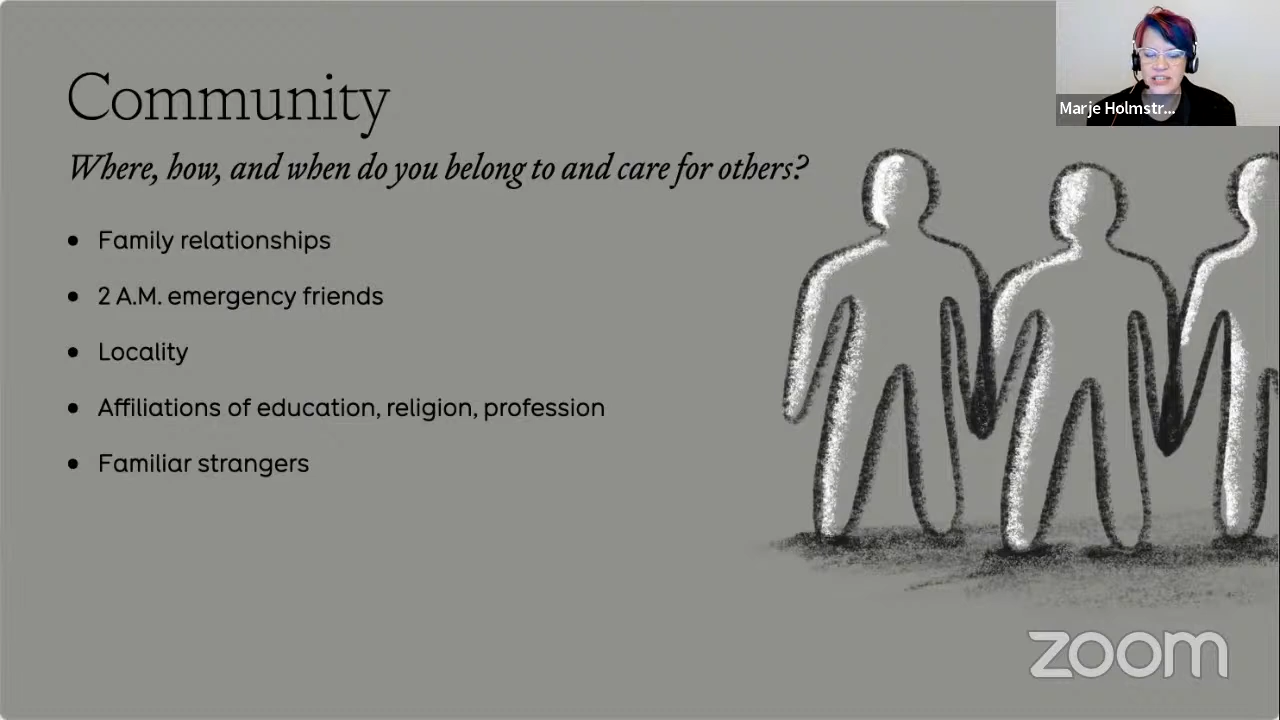 Community
Where, how, and when do you belong to and care for others?
• Family relationships
• 2 A.M. emergency friends
• Locality
• Affiliations of education, religion, profession
• Familiar strangers
Marje Holmstr...
zoom